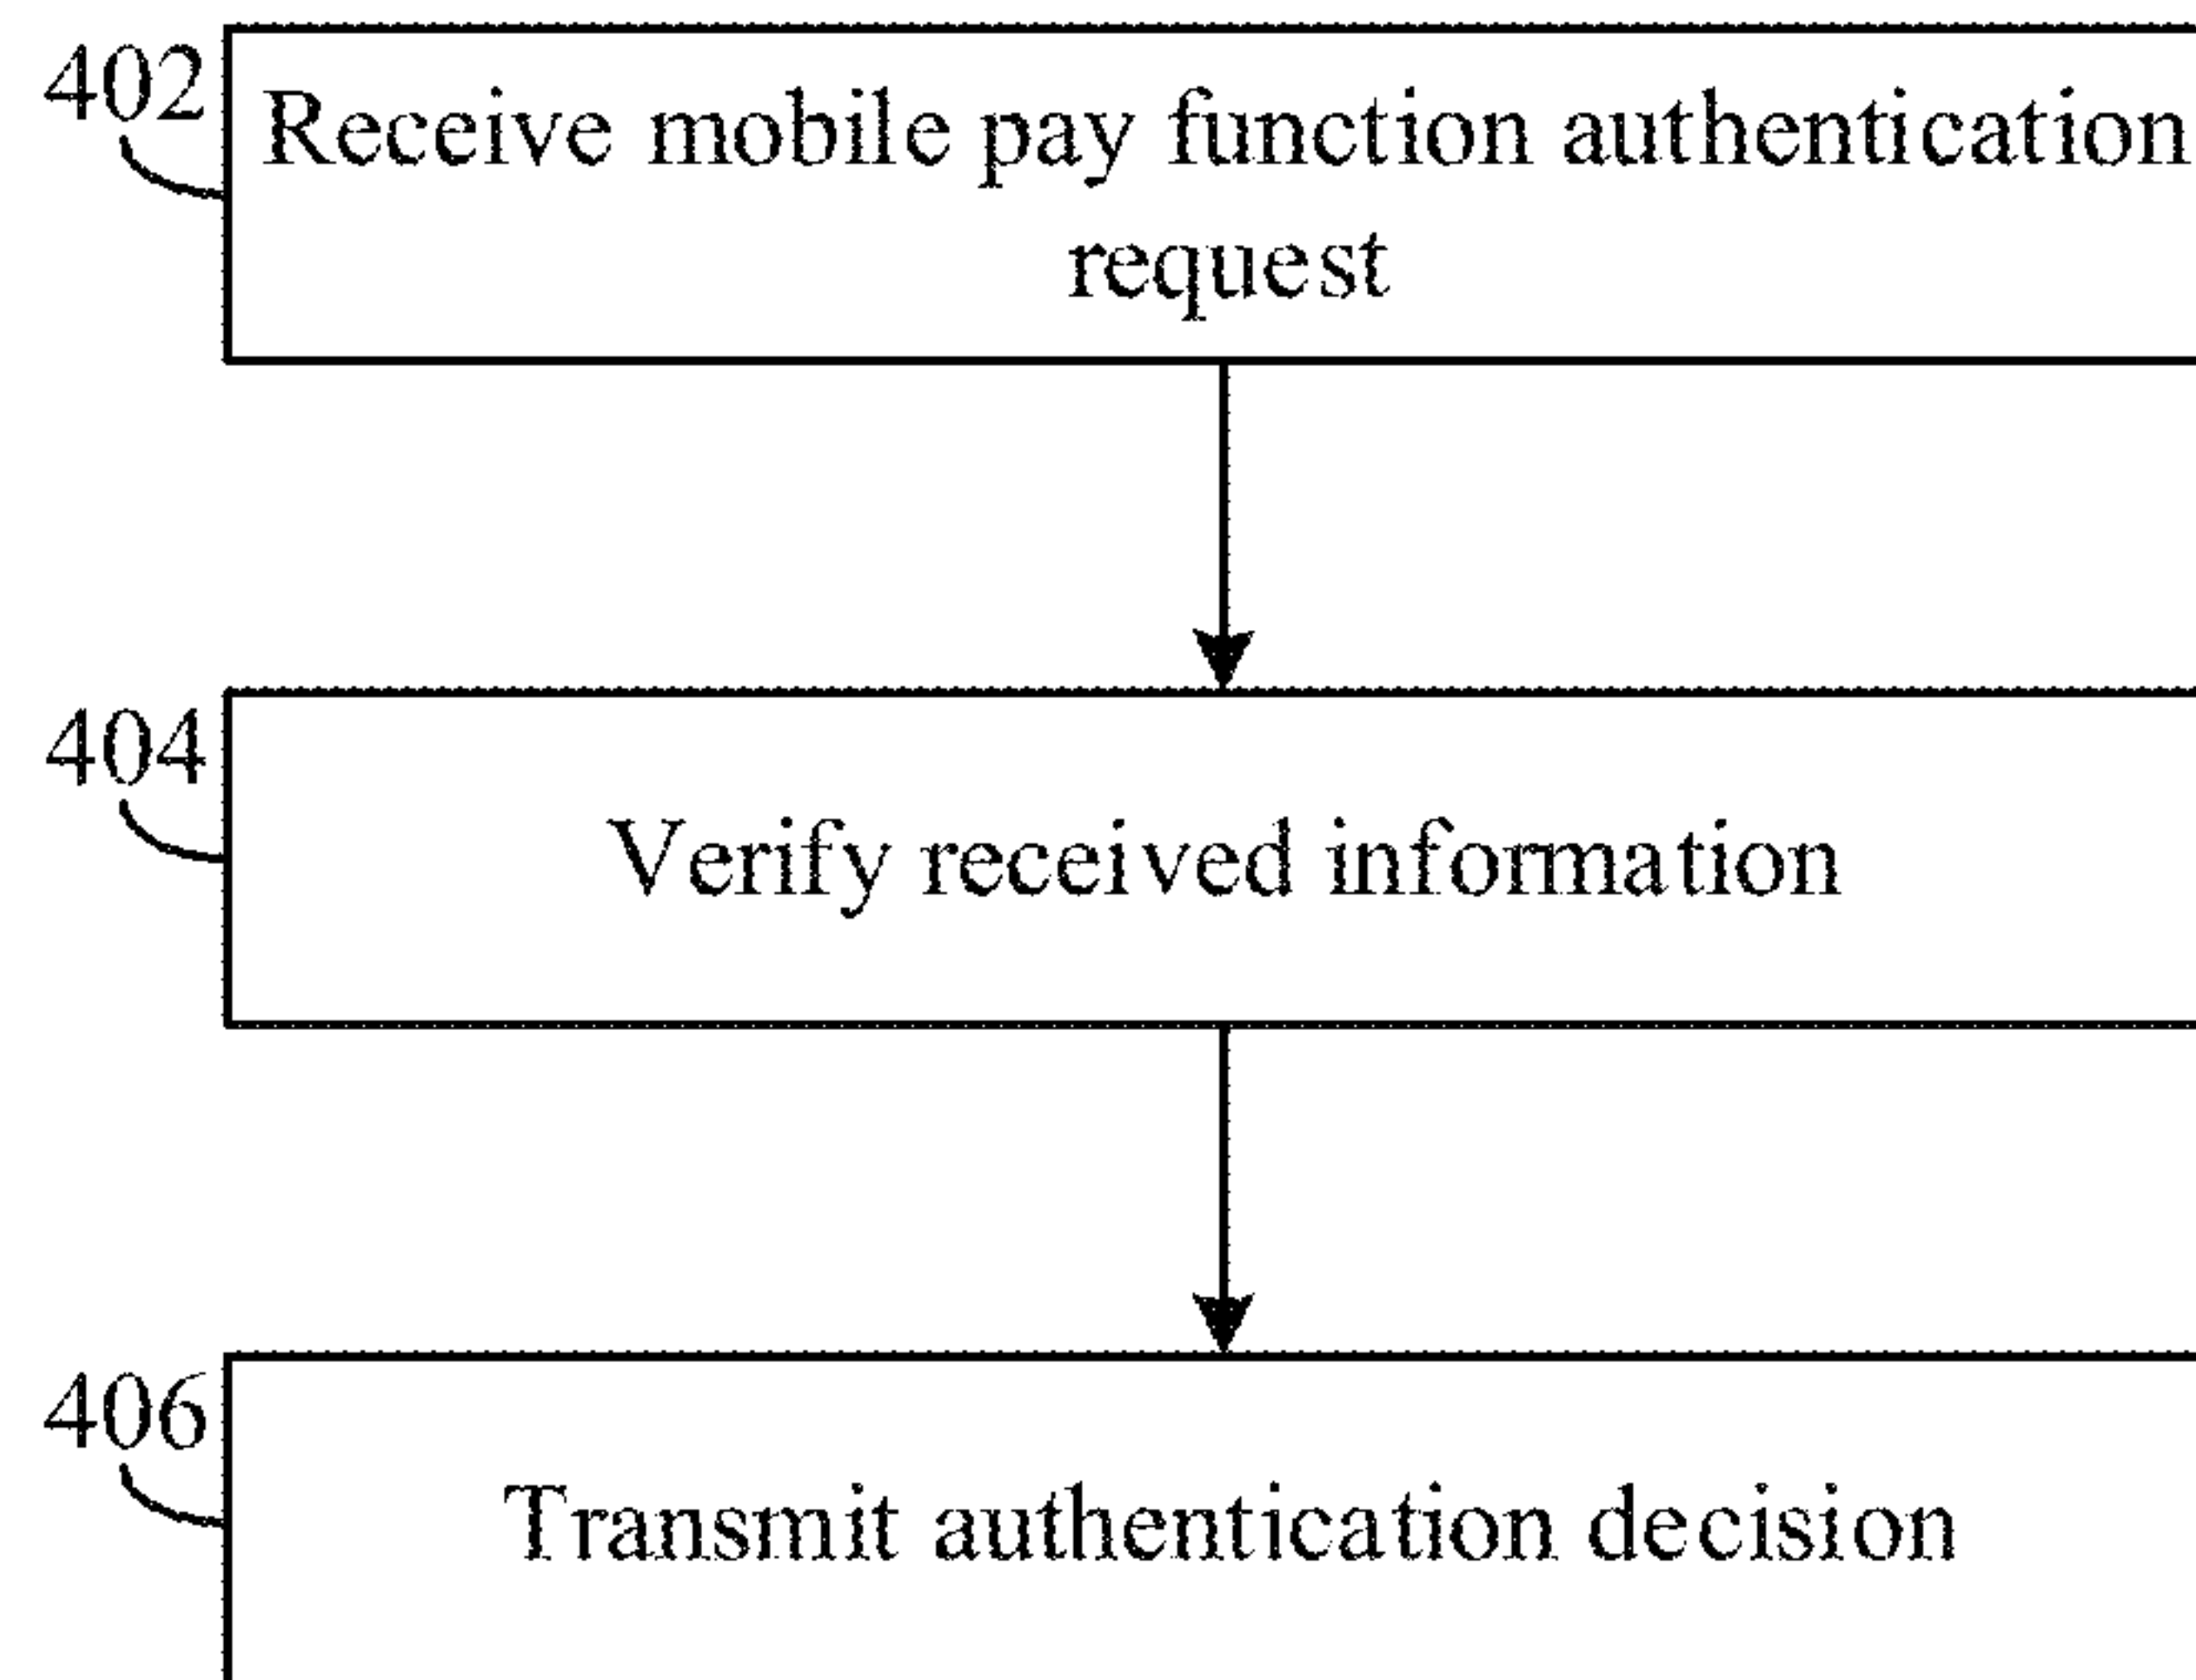 402
Receive mobile pay function authentication
request
404
Verify received information
406
Transmit authentication decision